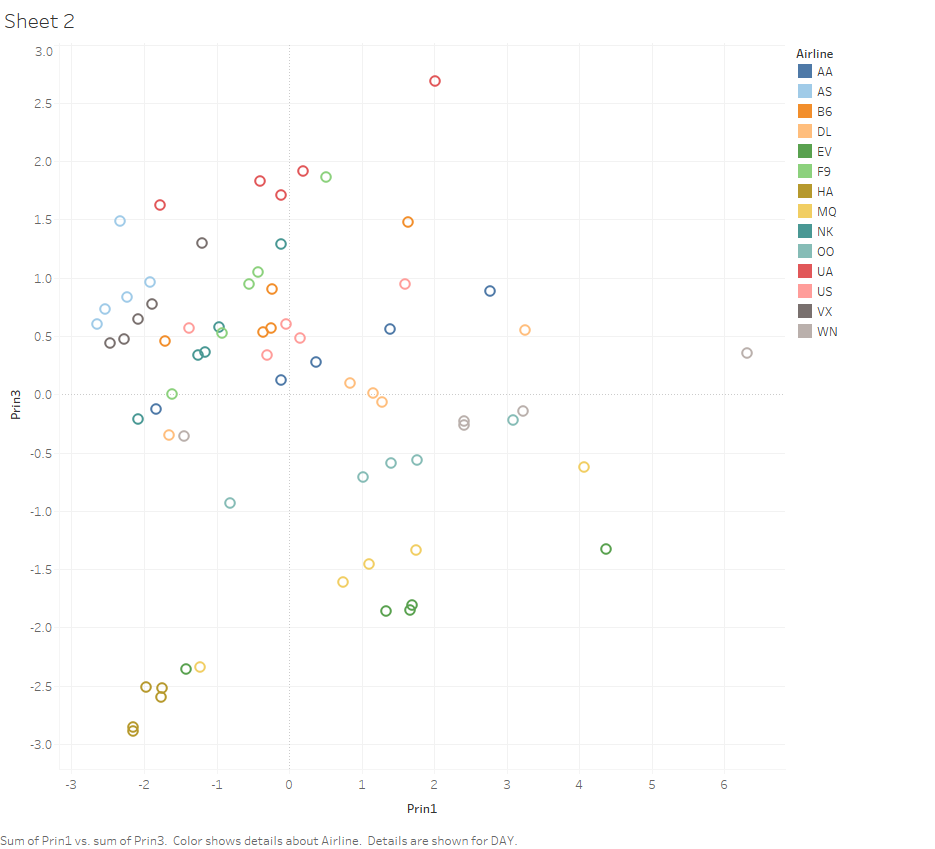 Sheet 2
3.0
2.5
2.0
1.5
1.0
0.5
0.0
-0.5
-1.0
-1.5
-2.0
-2.5
-3.0
Prin3
-3 -2 -1 0 1 2 3 4 5 6
Prin1
Airline
AA
AS
B6
DL
EV
F9
HA
MQ
NK
OO
UA
US
VX
WN
Sum of Prin1 vs. sum of Prin3. Color shows details about Airline. Details are shown for DAY.